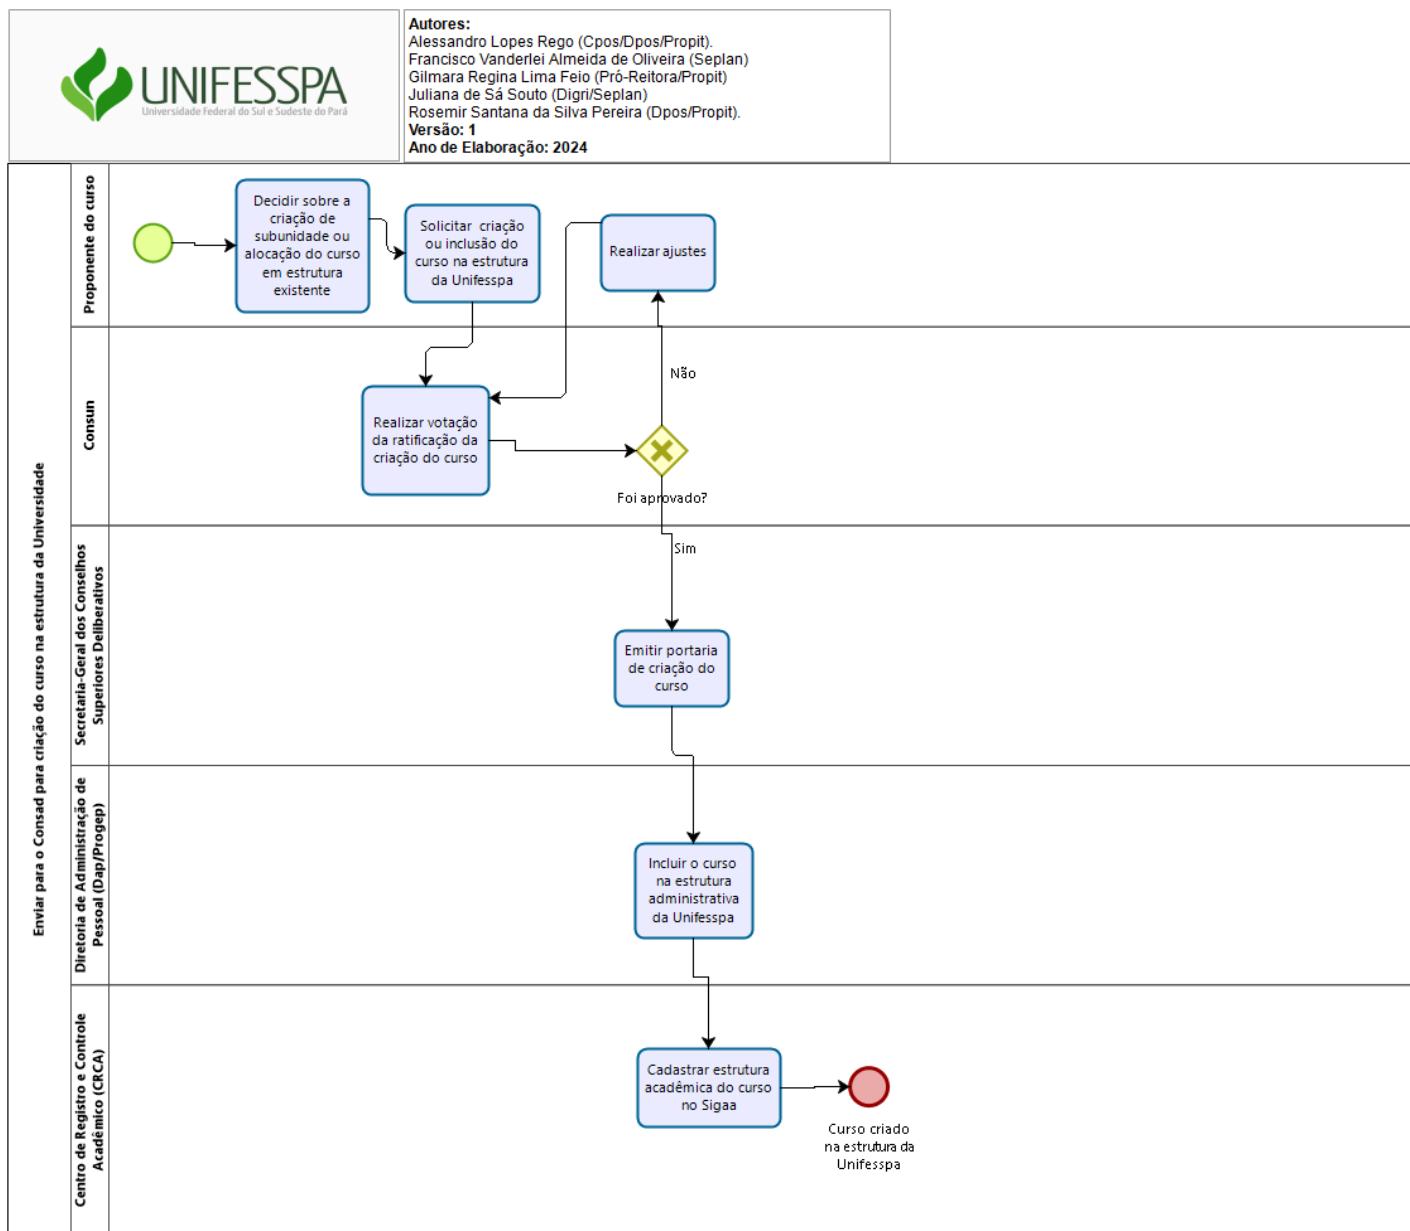 UNIFESSPA
Universidade Federal do Sul e Sudeste do Pará
Autores:
Alessandro Lopes Rego (Cpos/Dpos/Propit).
Francisco Vanderlei Almeida de Oliveira (Seplan)
Gilmara Regina Lima Feio (Pró-Reitora/Propit)
Juliana de Sá Souto (Digri/Seplan)
Rosemir Santana da Silva Pereira (Dpos/Propit).
Versão: 1
Ano de Elaboração: 2024
Enviar para o Consad para criação do curso na estrutura da Universidade
Proponente do curso
Decidir sobre a
criação de
subunidade ou
alocação do curso
em estrutura
existente
Solicitar criação
ou inclusão do
curso na estrutura
da Unifesspa
Realizar ajustes
Consun
Realizar votação
da ratificação da
criação do curso
Não
Foi aprovado?
Secretaria-Geral dos Conselhos
Superiores Deliberativos
Sim
Emitir portaria
de criação do
curso
Diretoria de Administração de
Pessoal (Dap/Progep)
Incluir o curso
na estrutura
administrativa
da Unifesspa
Centro de Registro e Controle
Acadêmico (CRCA)
Cadastrar estrutura
acadêmica do curso
no Sigaa
Curso criado
na estrutura da
Unifesspa